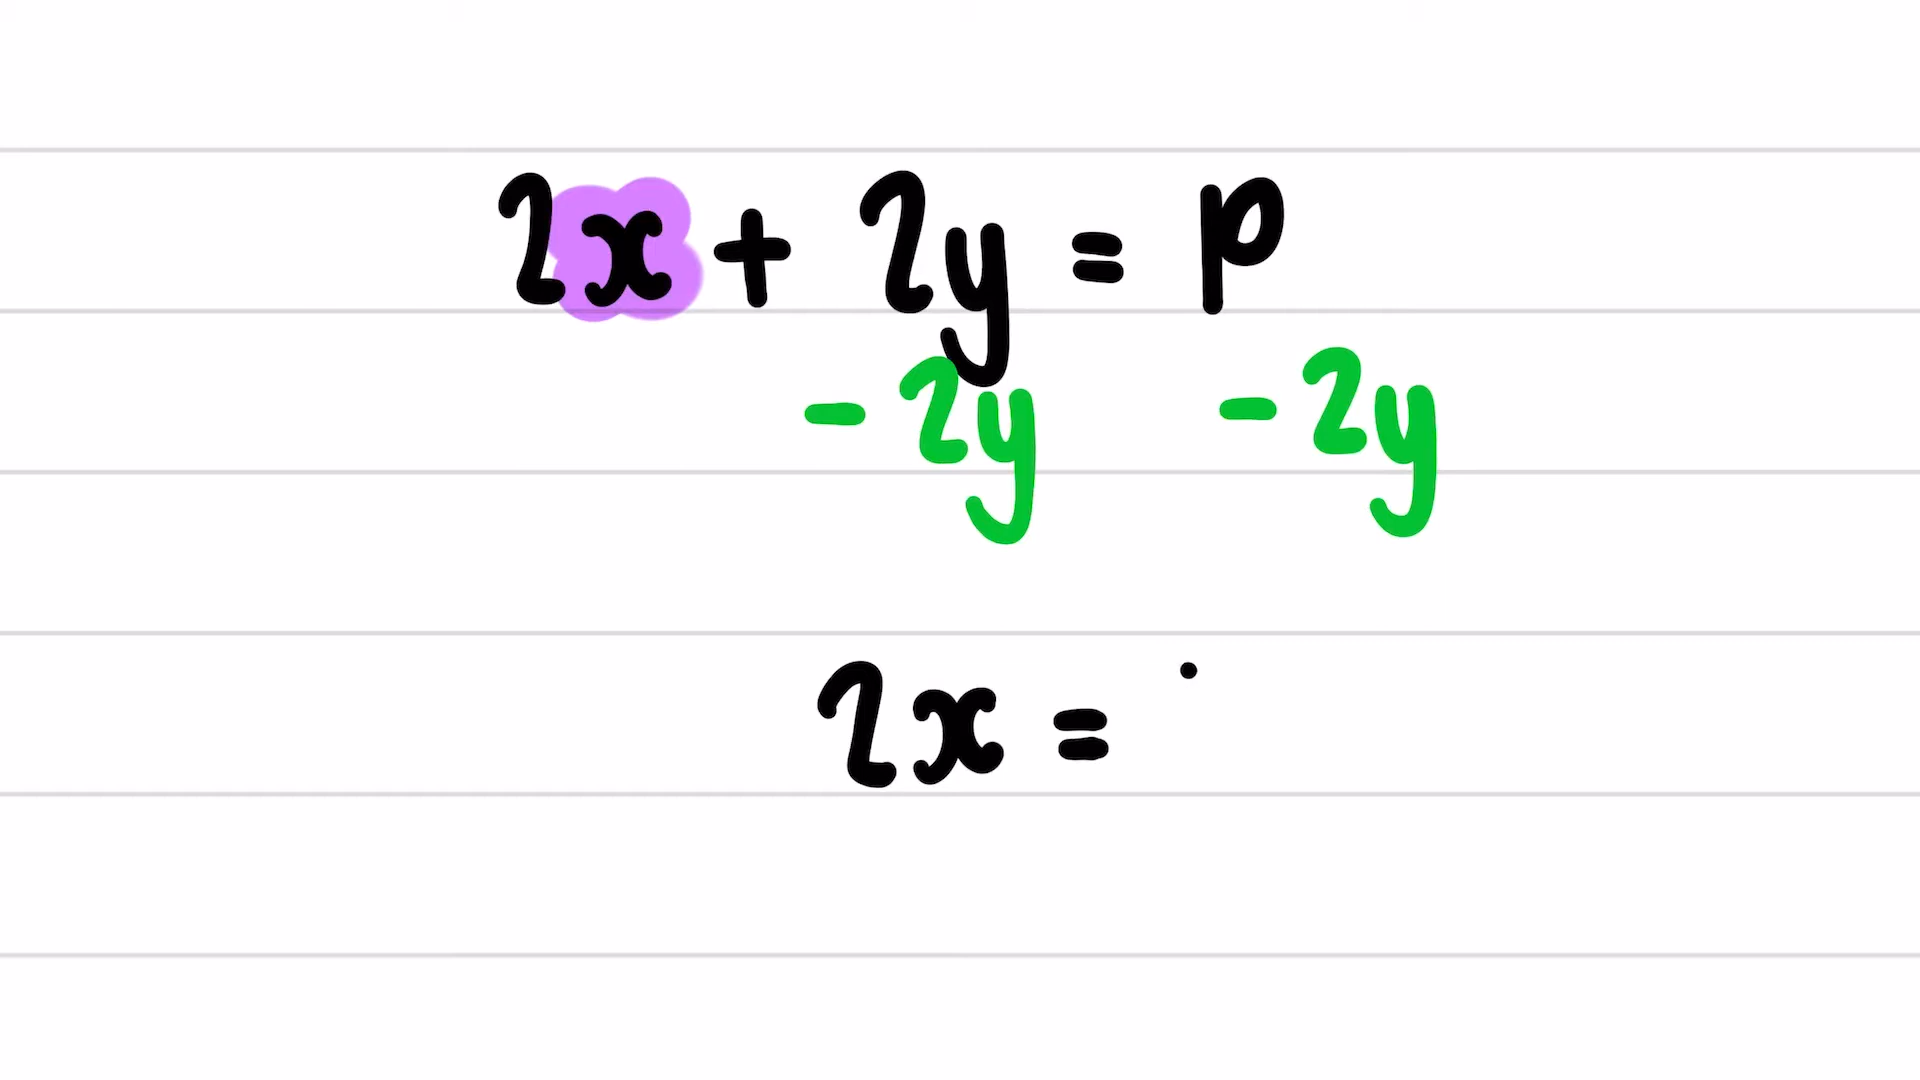 2x + 2y = p
- 2y - 2y
2x =